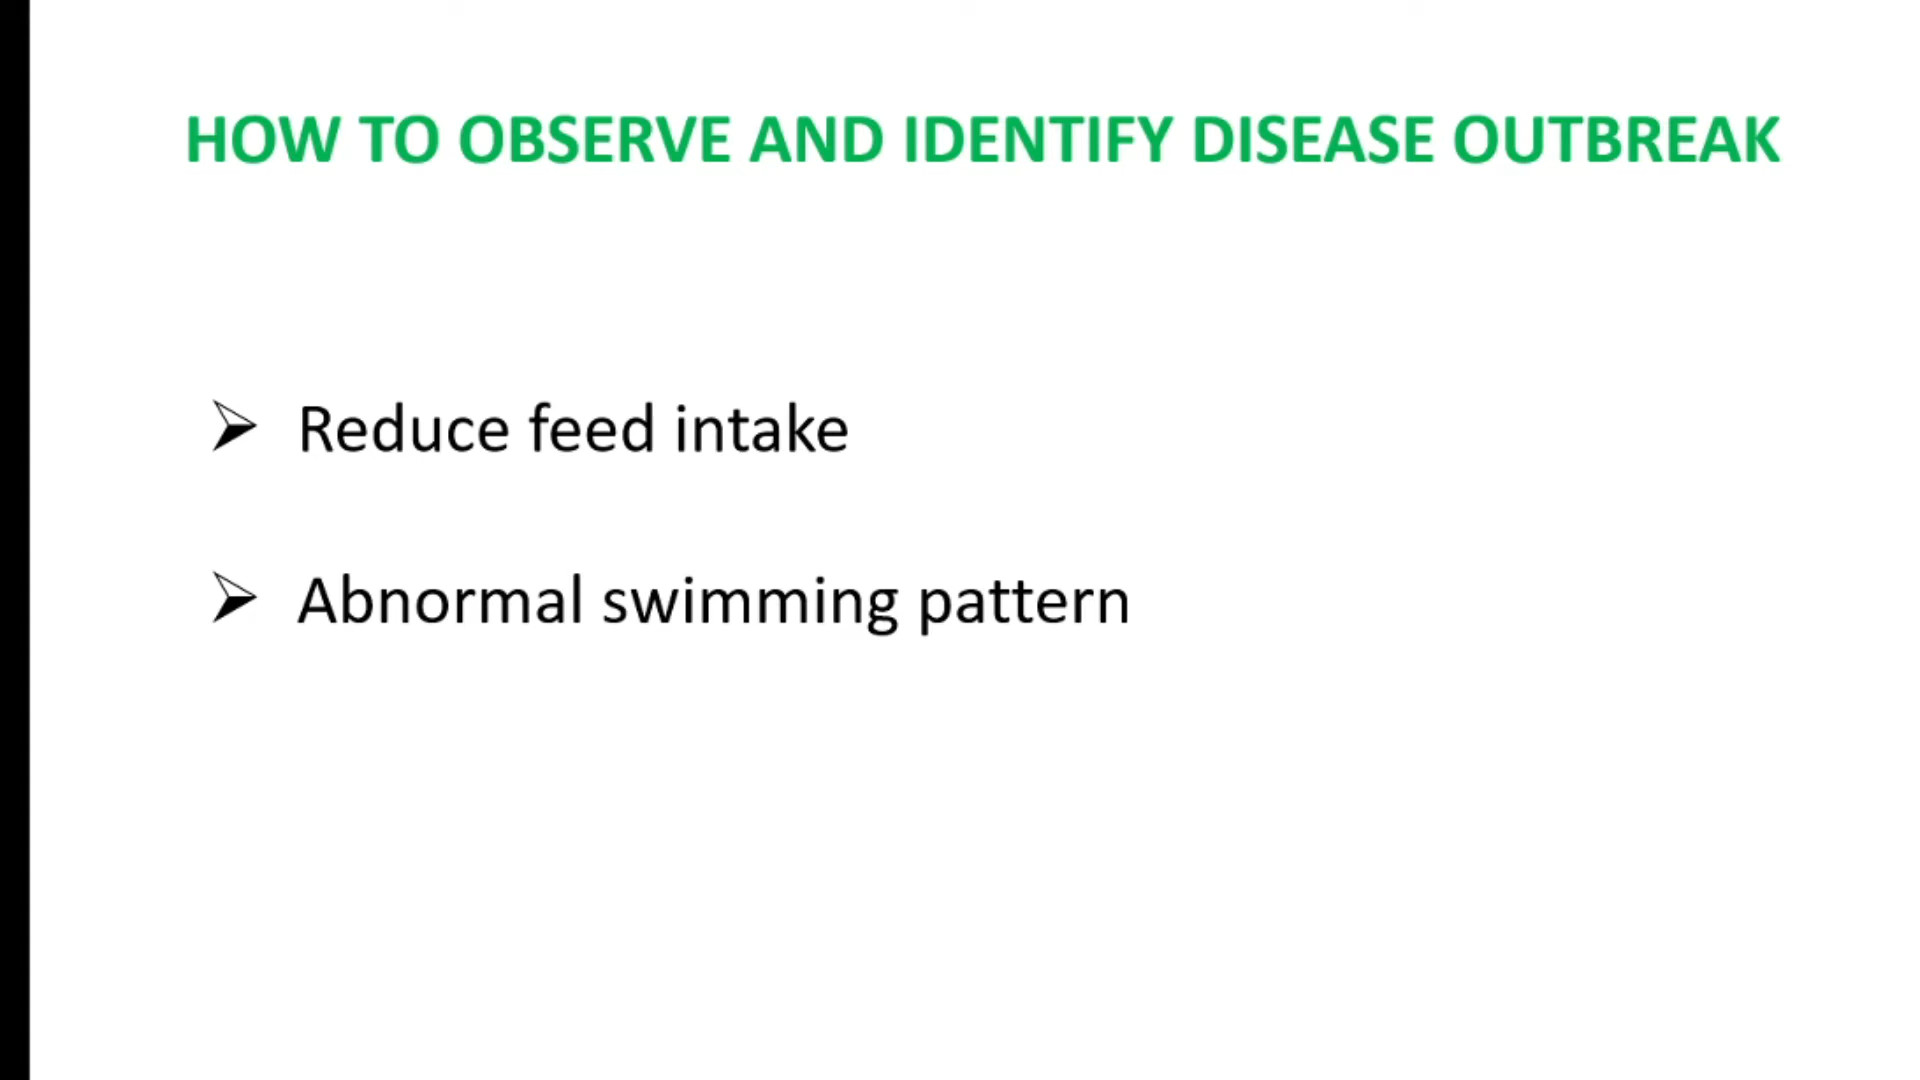 HOW TO OBSERVE AND IDENTIFY DISEASE OUTBREAK
Reduce feed intake
Abnormal swimming pattern